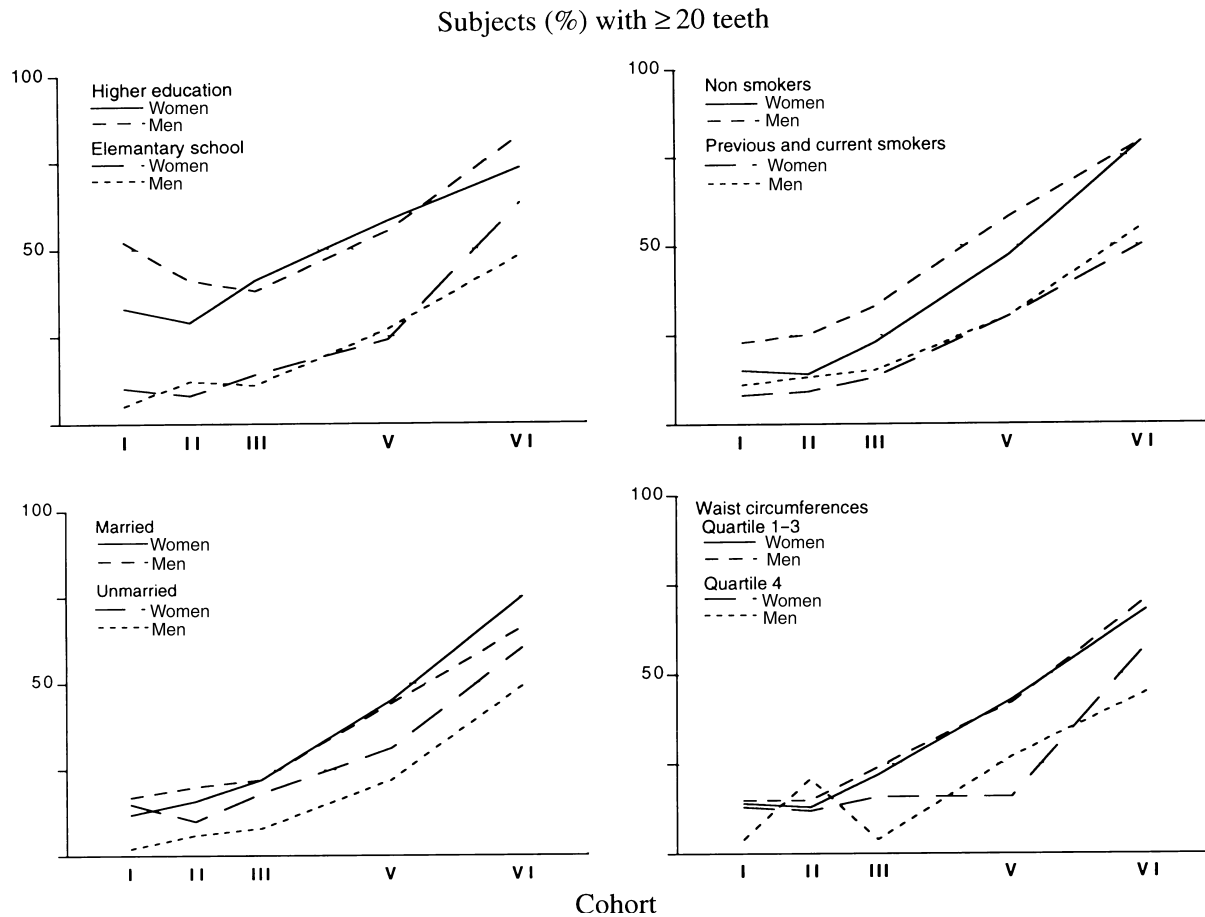 Subjects (%) with ≥ 20 teeth
100
50
Higher education
Women
Men
Elemantary school
Women
Men
I II III V VI
100
50
Non smokers
Women
Men
Previous and current smokers
Women
Men
I II III V VI
100
50
Married
Women
Men
Unmarried
Women
Men
I II III V VI
100
50
Waist circumferences
Quartile 1–3
Women
Men
Quartile 4
Women
Men
I II III V VI
Cohort